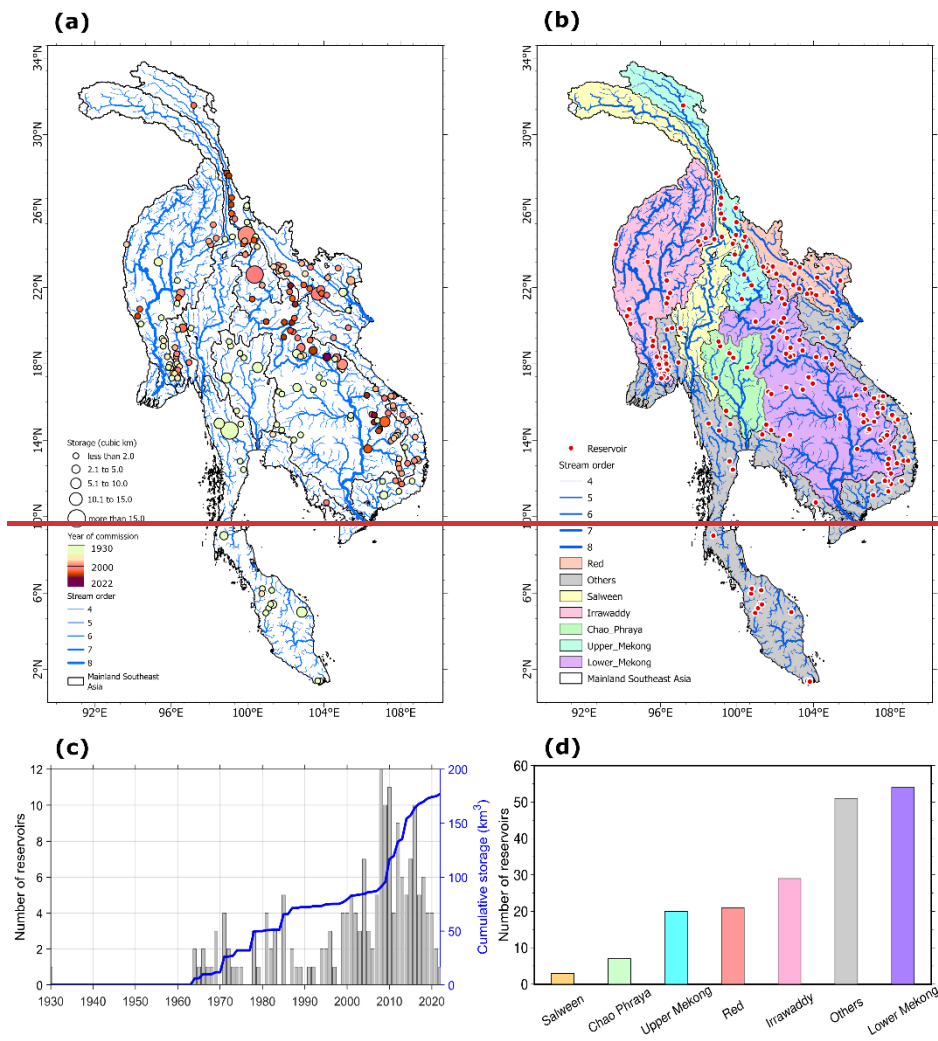 (a)
34°N
30°N
26°N
22°N
18°N
14°N
10°N
6°N
2°N
Storage (cubic km)
less than 2.0
2.1 to 5.0
5.1 to 10.0
10.1 to 15.0
more than 15.0
Year of commission
1930
2000
2022
Stream order
4
5
6
7
8
Mainland Southeast
Asia
92°E 96°E 100°E 104°E 108°E
(b)
34°N
30°N
26°N
22°N
18°N
14°N
10°N
6°N
2°N
Reservoir
Stream order
4
5
6
7
8
Red
Others
Salween
Irrawaddy
Chao_Phraya
Upper_Mekong
Lower_Mekong
Mainland Southeast Asia
92°E 96°E 100°E 104°E 108°E
(c)
Number of reservoirs
12
10
8
6
4
2
0
1930 1940 1950 1960 1970 1980 1990 2000 2010 2020
200
150
100
50
0
Cumulative storage (km³)
(d)
Number of reservoirs
60
50
40
30
20
10
0
Salween
Chao Phraya
Upper Mekong
Red
Irrawaddy
Others
Lower Mekong